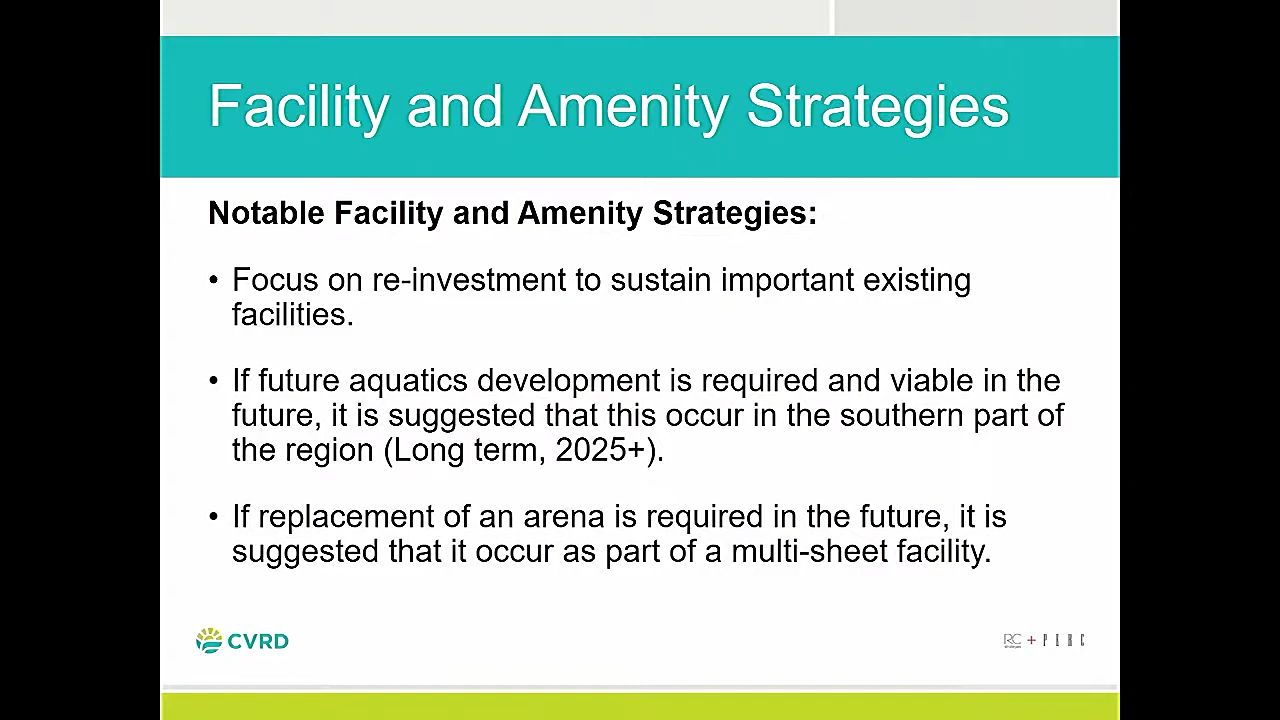 Facility and Amenity Strategies
Notable Facility and Amenity Strategies:
• Focus on re-investment to sustain important existing
facilities.
• If future aquatics development is required and viable in the
future, it is suggested that this occur in the southern part of
the region (Long term, 2025+).
• If replacement of an arena is required in the future, it is
suggested that it occur as part of a multi-sheet facility.
CVRD
RC + PERC
strategies